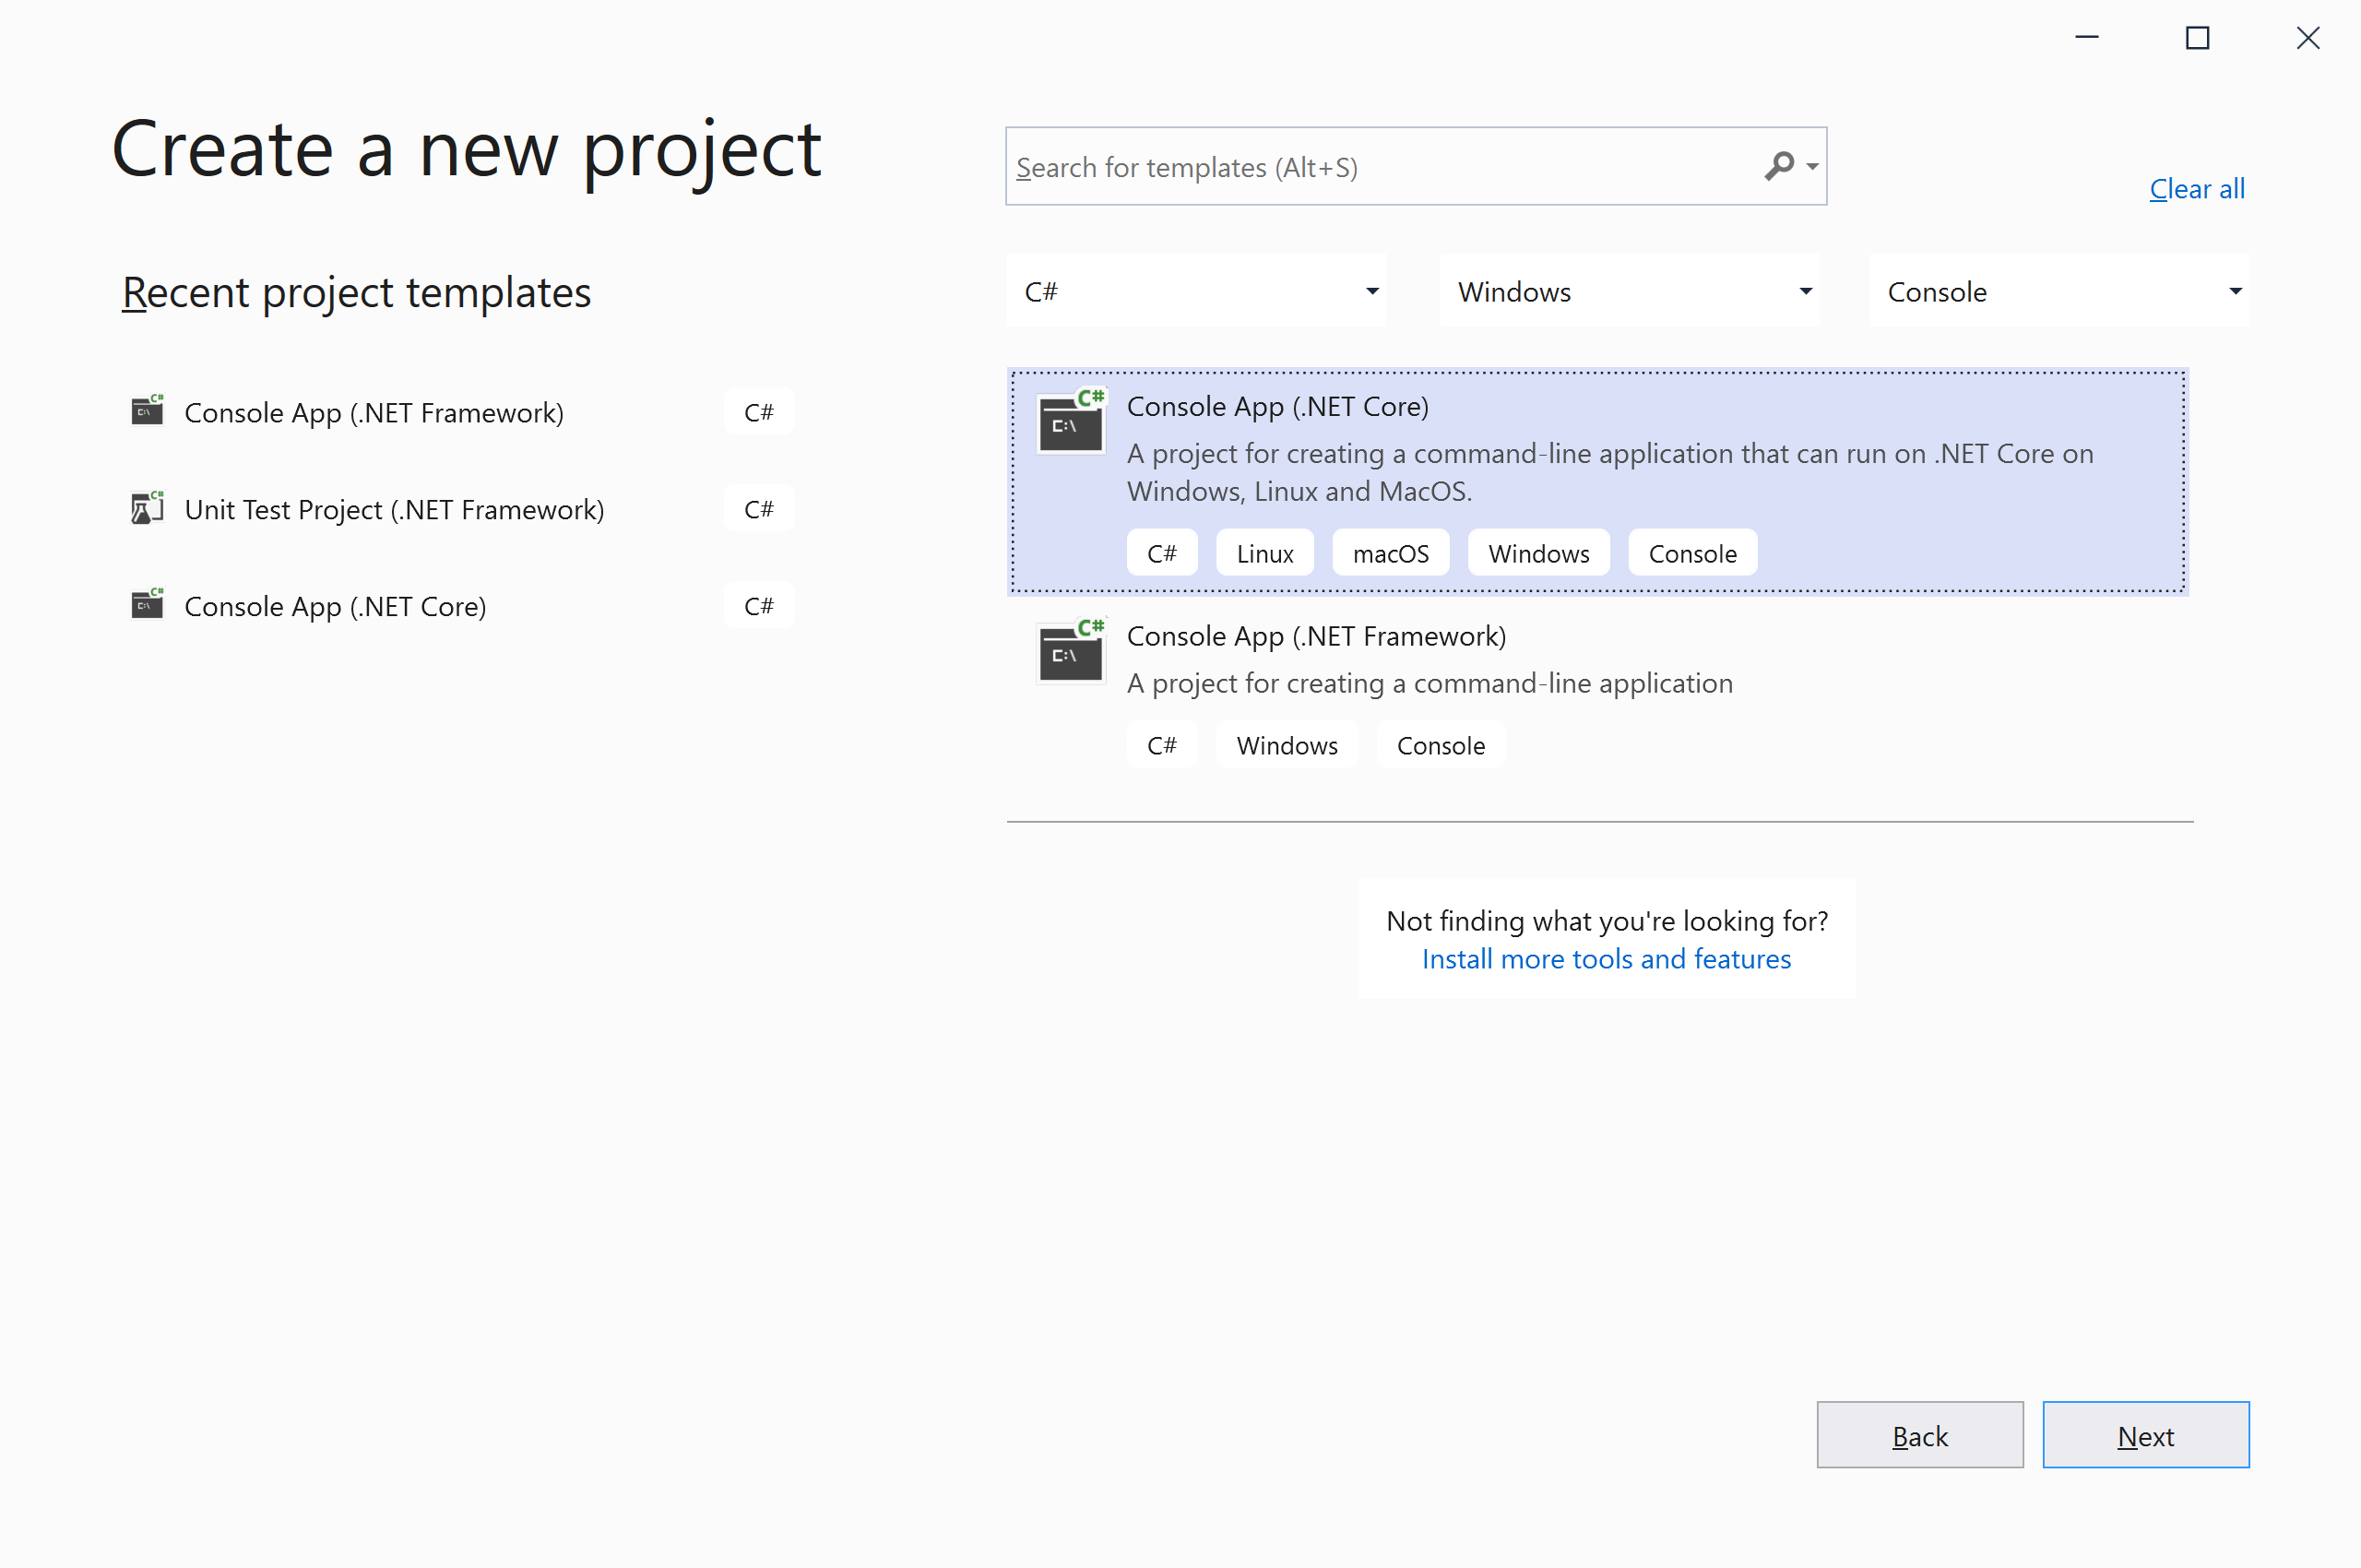 Create a new project
Search for templates (Alt+S)
Clear all
Recent project templates
C#
Windows
Console
Console App (.NET Framework)
C#
Unit Test Project (.NET Framework)
C#
Console App (.NET Core)
C#
C#
C:\
Console App (.NET Core)
A project for creating a command-line application that can run on .NET Core on
Windows, Linux and MacOS.
C#
Linux
macOS
Windows
Console
C#
C:\
Console App (.NET Framework)
A project for creating a command-line application
C#
Windows
Console
Not finding what you're looking for?
Install more tools and features
Back
Next